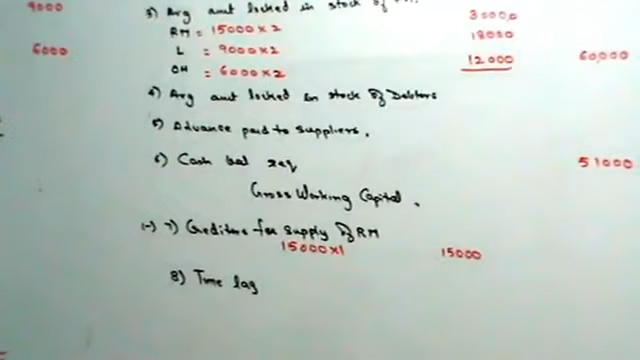 9000
3) Avg amt locked in stock of
RM = 15000 x 2 30000
6000 L = 9000 x 2 18000
OH = 6000 x 2 12000 60,000
4) Avg amt locked in stock of Debtors
5) Advance paid to suppliers.
6) Cash bal req 51000
Gross Working Capital.
(-) 7) Creditors for supply of RM
15000 x 1 15000
8) Time lag